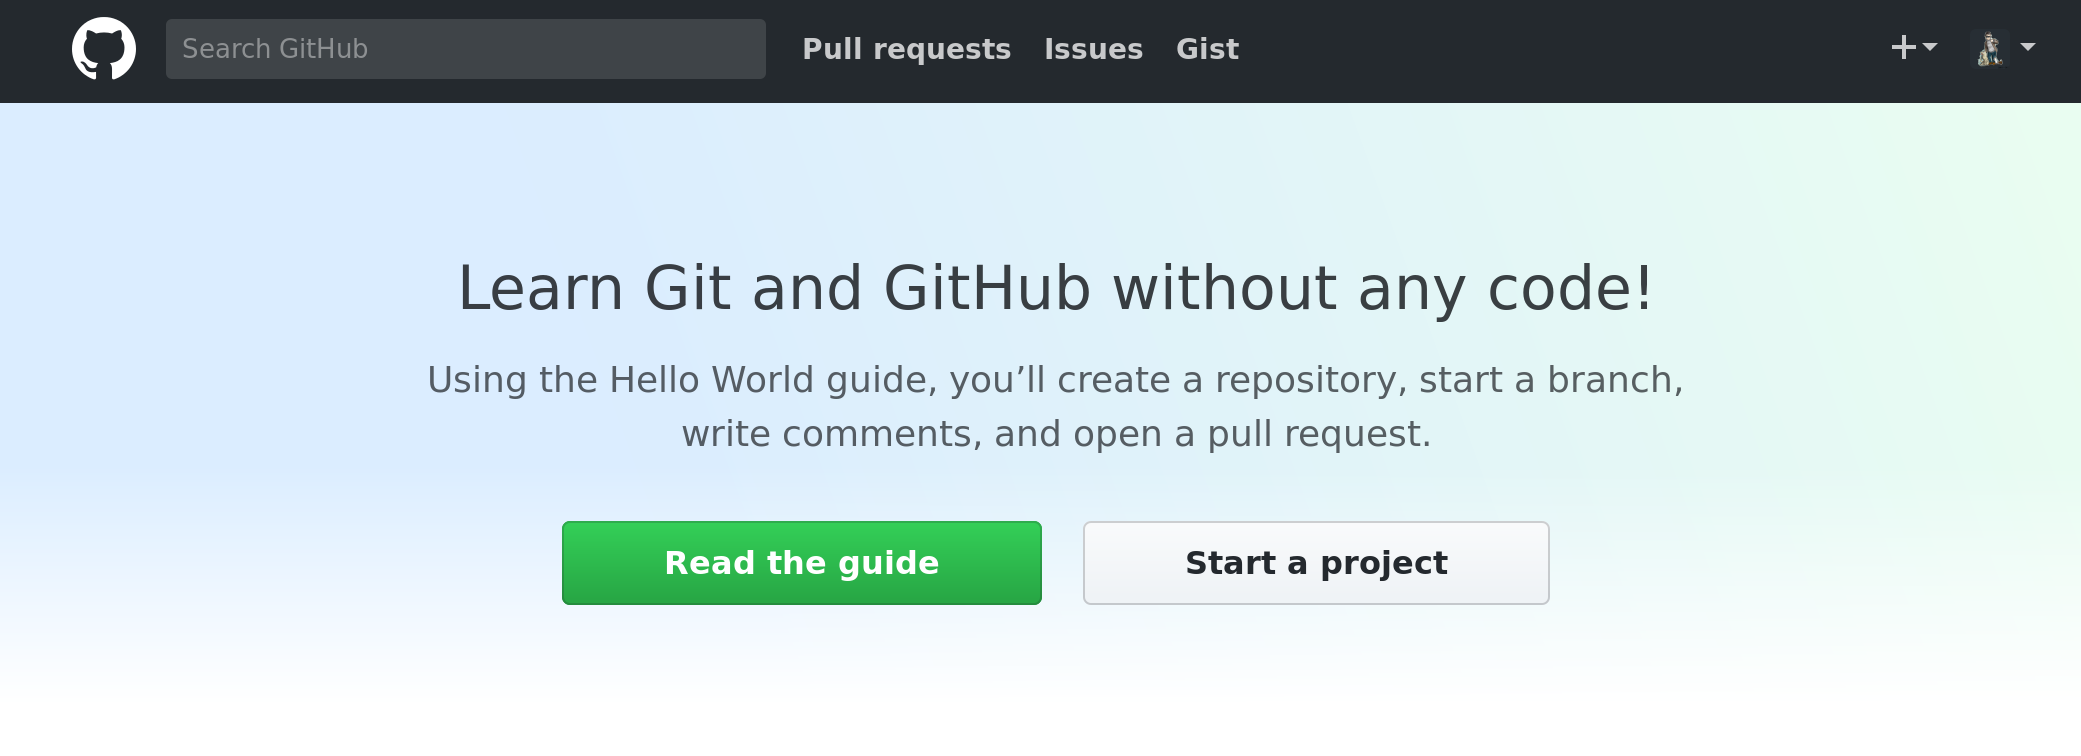 Search GitHub Pull requests Issues Gist
Learn Git and GitHub without any code!
Using the Hello World guide, you’ll create a repository, start a branch,
write comments, and open a pull request.
Read the guide Start a project